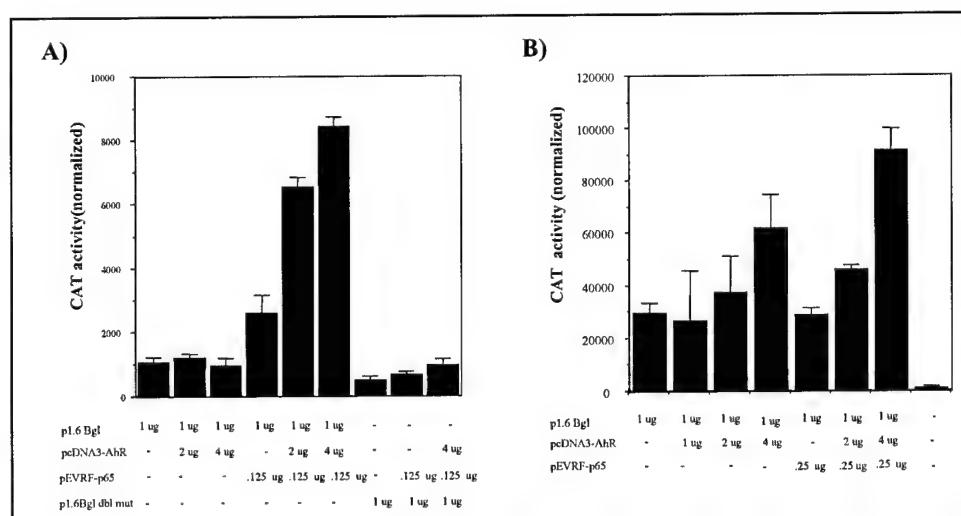 A)
10000
8000
6000
4000
2000
0
CAT activity(normalized)
p1.6 Bgl 1 ug 1 ug 1 ug 1 ug 1 ug 1 ug - - -
pcDNA3-AhR - 2 ug 4 ug - 2 ug 4 ug - - 4 ug
pEVRF-p65 - - - .125 ug .125 ug .125 ug - .125 ug .125 ug
p1.6Bgl dbl mut - - - - - - 1 ug 1 ug 1 ug
B)
120000
100000
80000
60000
40000
20000
0
CAT activity (normalized)
1 ug 1 ug 1 ug 1 ug 1 ug 1 ug 1 ug -
p1.6 Bgl
pcDNA3-AhR - 1 ug 2 ug 4 ug - 2 ug 4 ug -
pEVRF-p65 - - - - .25 ug .25 ug .25 ug -